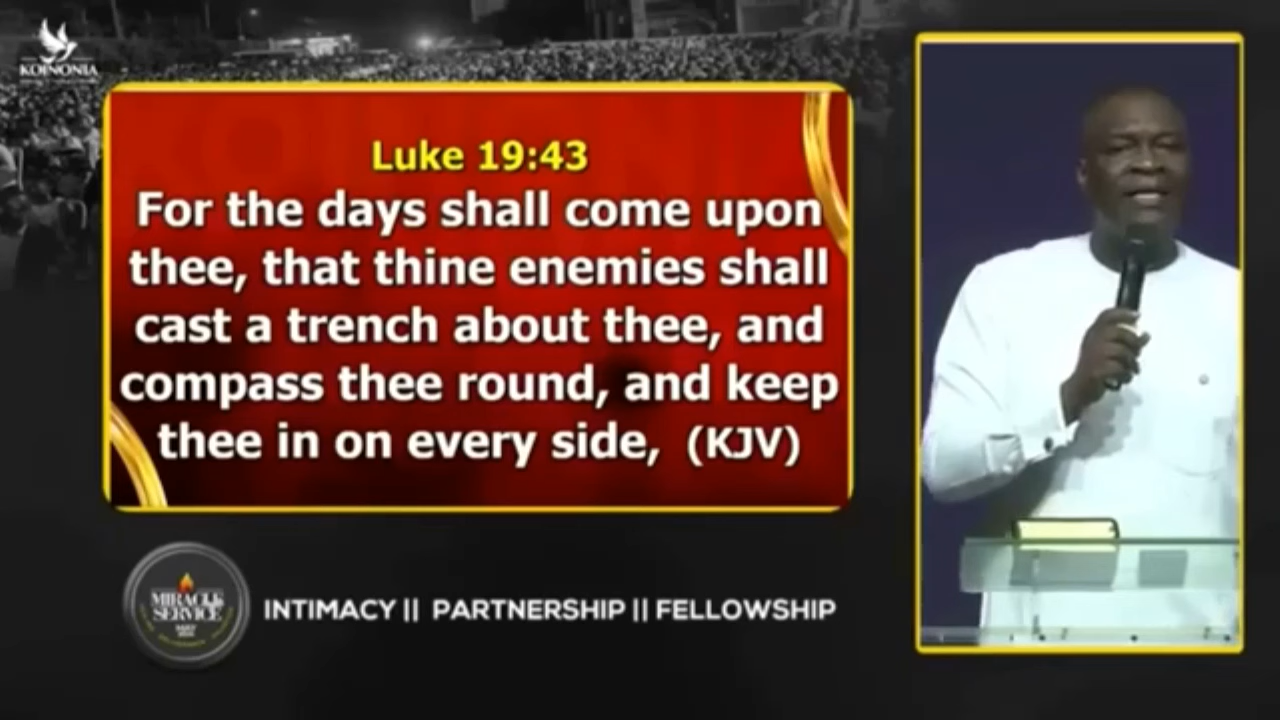 KOINONIA
Luke 19:43
For the days shall come upon
thee, that thine enemies shall
cast a trench about thee, and
compass thee round, and keep
thee in on every side, (KJV)
MIRACLE
SERVICE
INTIMACY || PARTNERSHIP || FELLOWSHIP